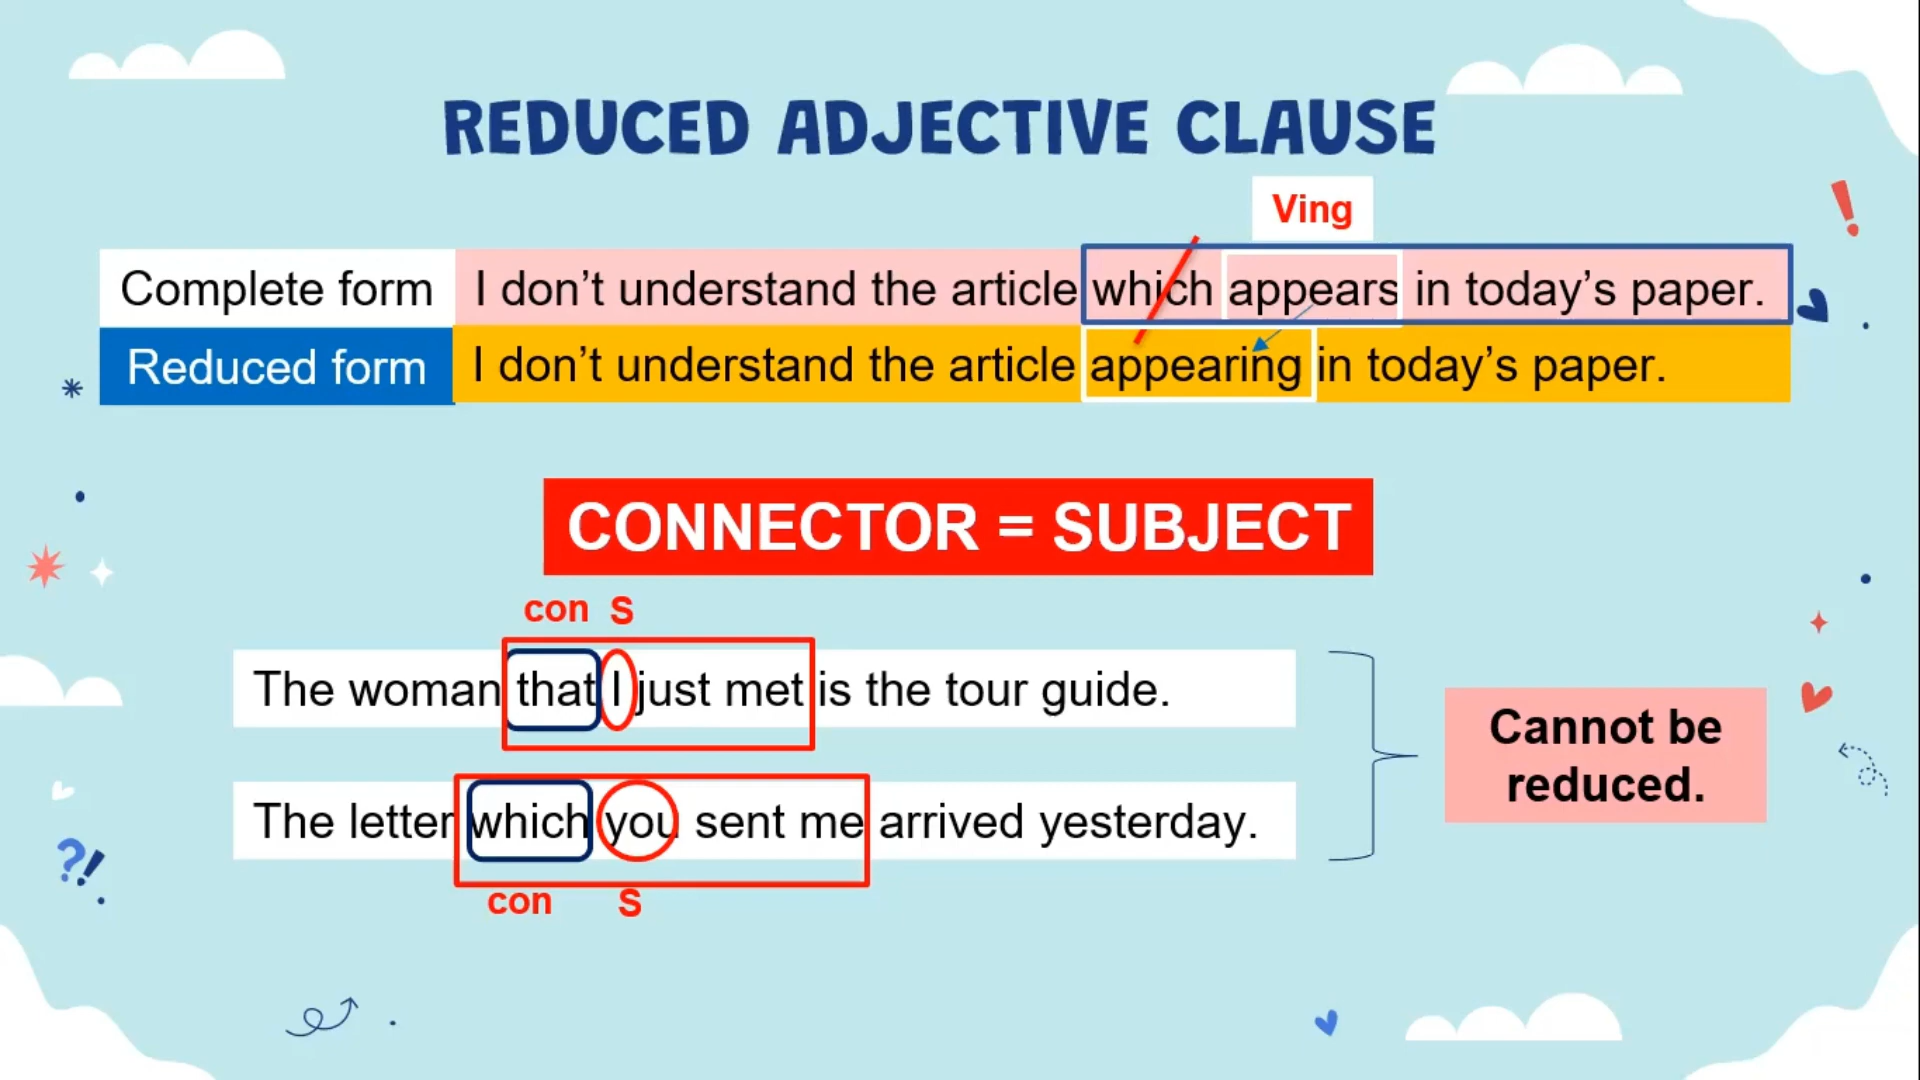 REDUCED ADJECTIVE CLAUSE
Ving
Complete form I don’t understand the article which appears in today’s paper.
Reduced form I don’t understand the article appearing in today’s paper.
CONNECTOR = SUBJECT
con S
The woman that I just met is the tour guide.
The letter which you sent me arrived yesterday.
con S
Cannot be
reduced.
!
?!